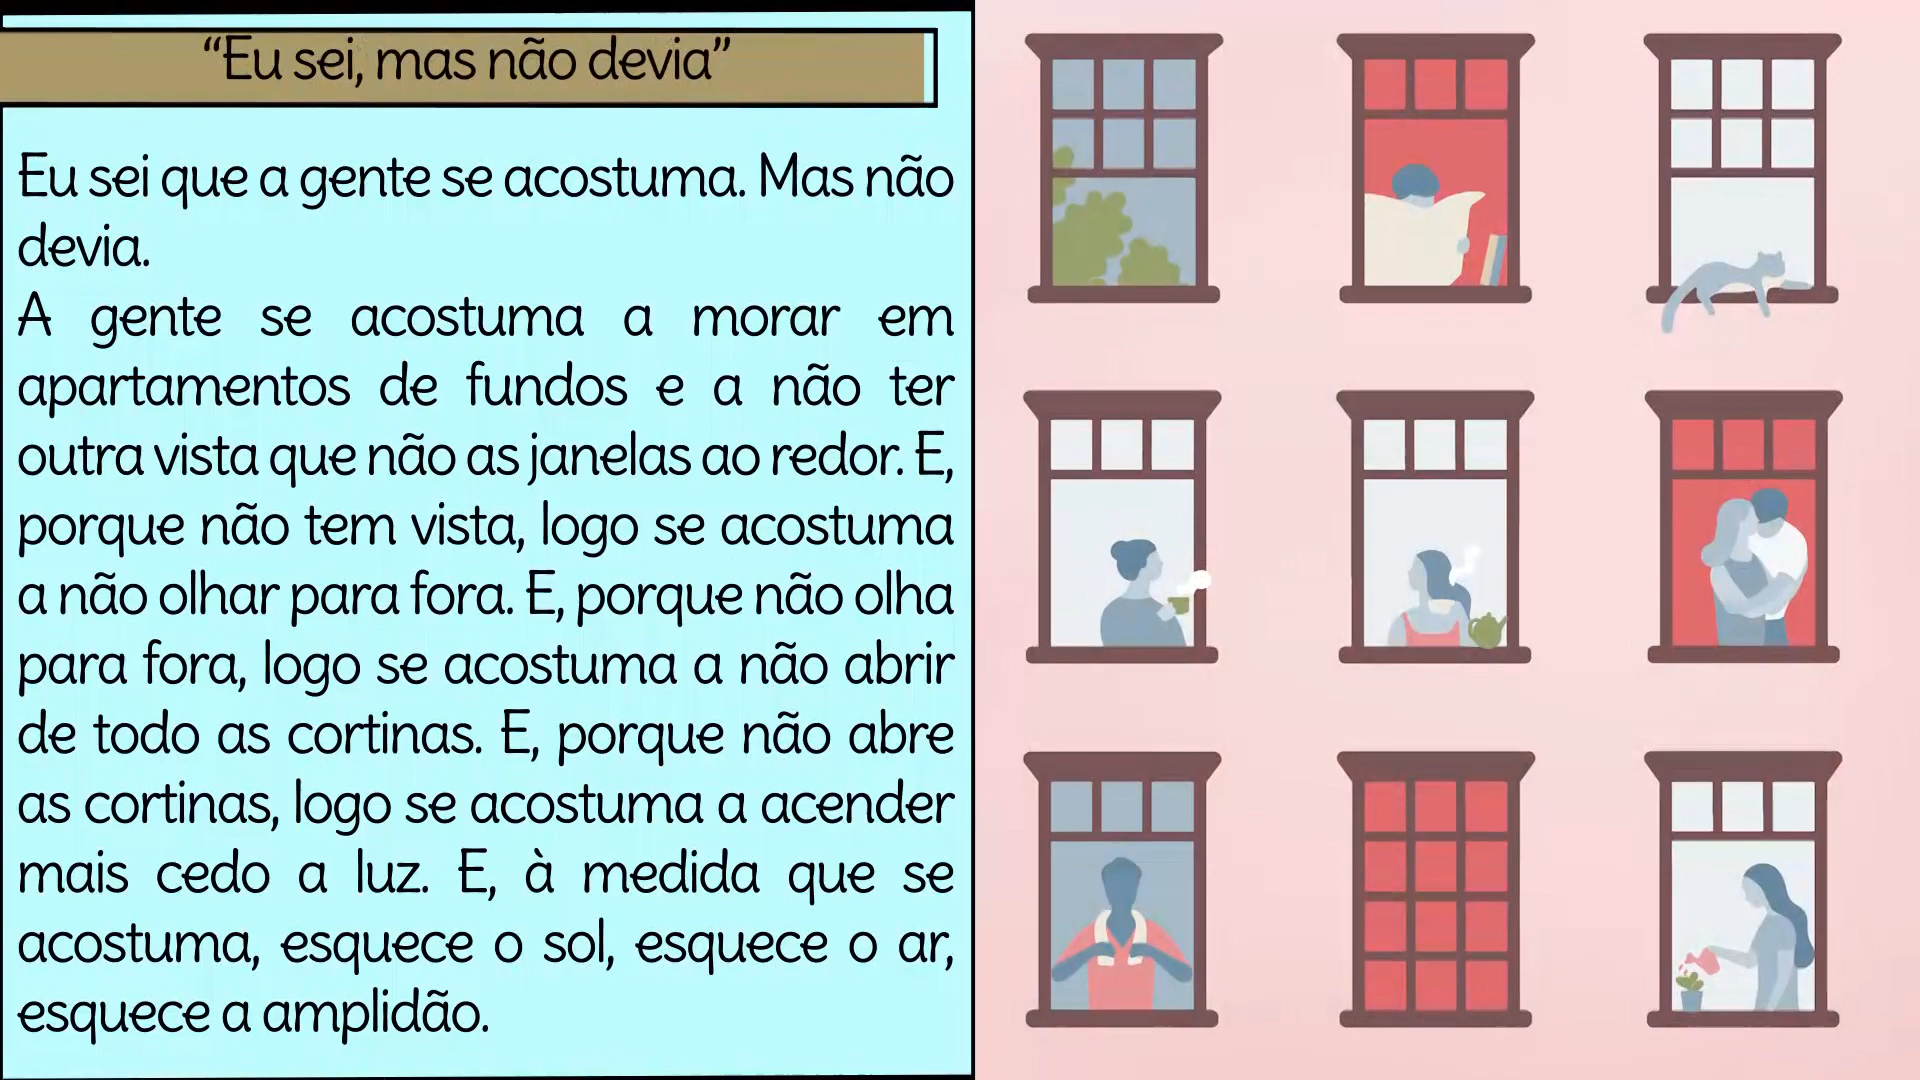 “Eu sei, mas não devia”
Eu sei que a gente se acostuma. Mas não
devia.
A gente se acostuma a morar em
apartamentos de fundos e a não ter
outra vista que não as janelas ao redor. E,
porque não tem vista, logo se acostuma
a não olhar para fora. E, porque não olha
para fora, logo se acostuma a não abrir
de todo as cortinas. E, porque não abre
as cortinas, logo se acostuma a acender
mais cedo a luz. E, à medida que se
acostuma, esquece o sol, esquece o ar,
esquece a amplidão.